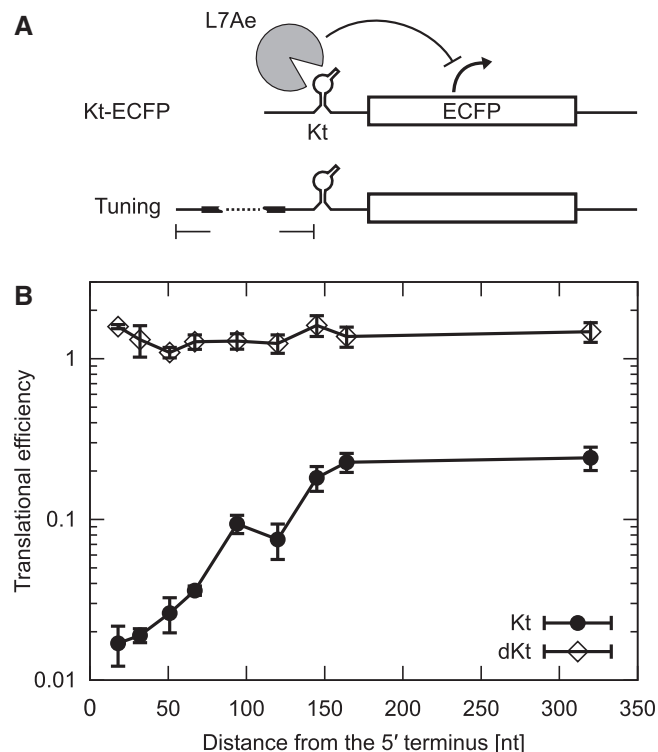 A
L7Ae
Kt-ECFP
ECFP
Kt
Tuning
B
Translational efficiency
1
0.1
0.01
Kt
dKt
0 50 100 150 200 250 300 350
Distance from the 5′ terminus [nt]